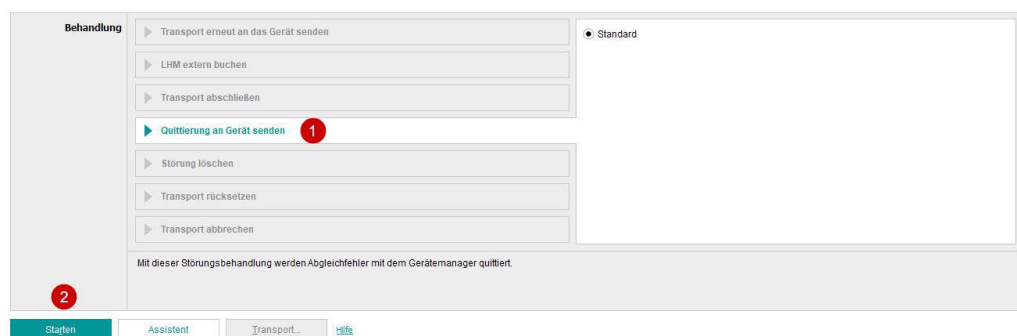 Behandlung
Transport erneut an das Gerät senden
Standard
LHM extern buchen
Transport abschließen
Quittierung an Gerät senden
1
Störung löschen
Transport rücksetzen
Transport abbrechen
Mit dieser Störungsbehandlung werden Abgleichfehler mit dem Gerätemanager quittiert.
2
Starten
Assistent
Transport...
Hilfe